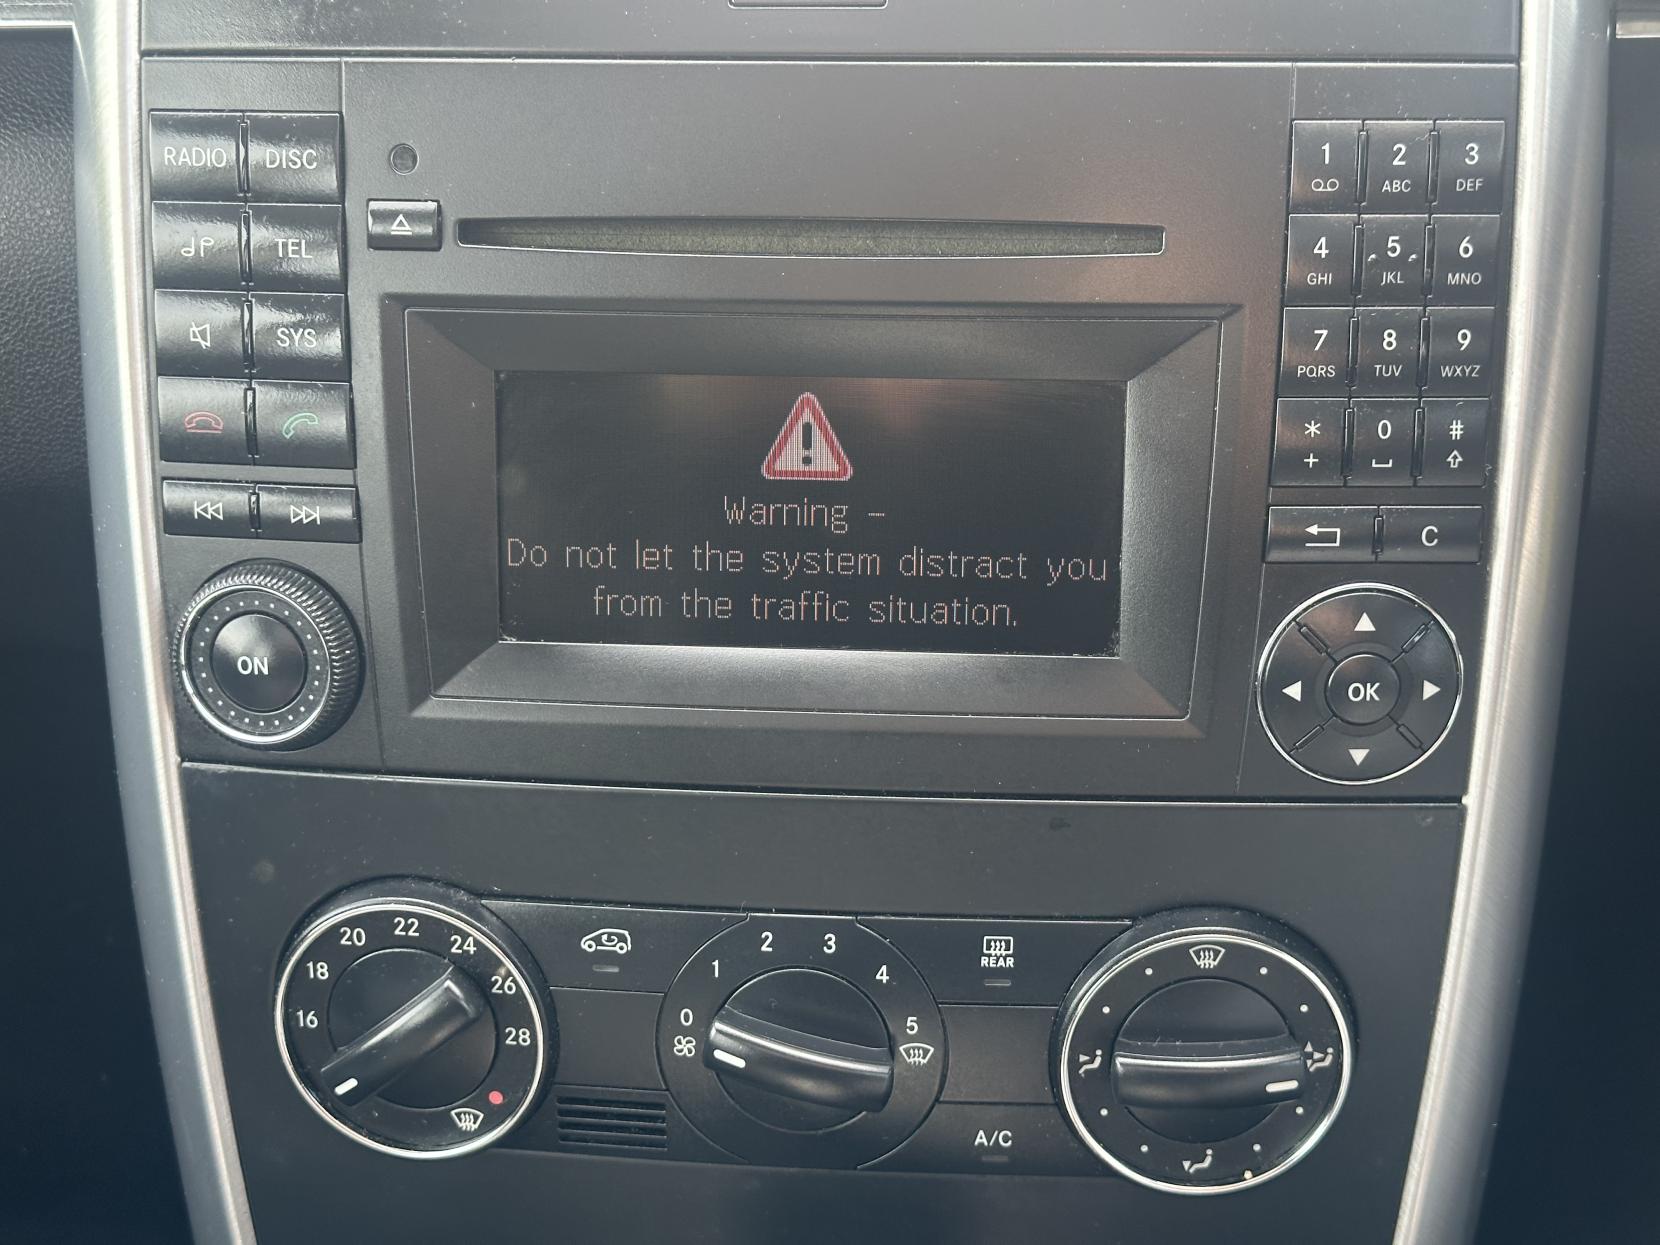 RADIO DISC
TEL
SYS
ON
1 2 ABC 3 DEF
4 GHI 5 JKL 6 MNO
7 PQRS 8 TUV 9 WXYZ
* + 0 #
C
OK
Warning -
Do not let the system distract you
from the traffic situation.
16 18 20 22 24 26 28
0 1 2 3 4 5
REAR
A/C